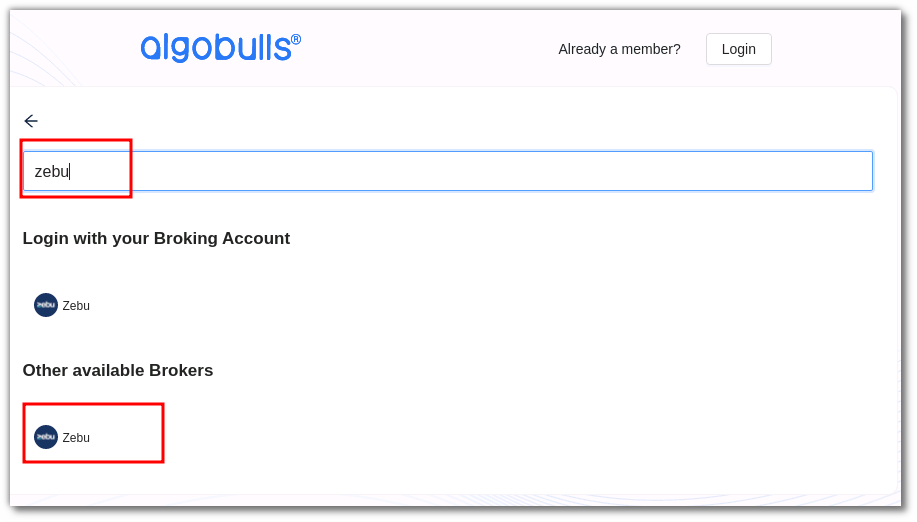 algobulls®
Already a member? Login
zebu
Login with your Broking Account
zebu Zebu
Other available Brokers
zebu Zebu